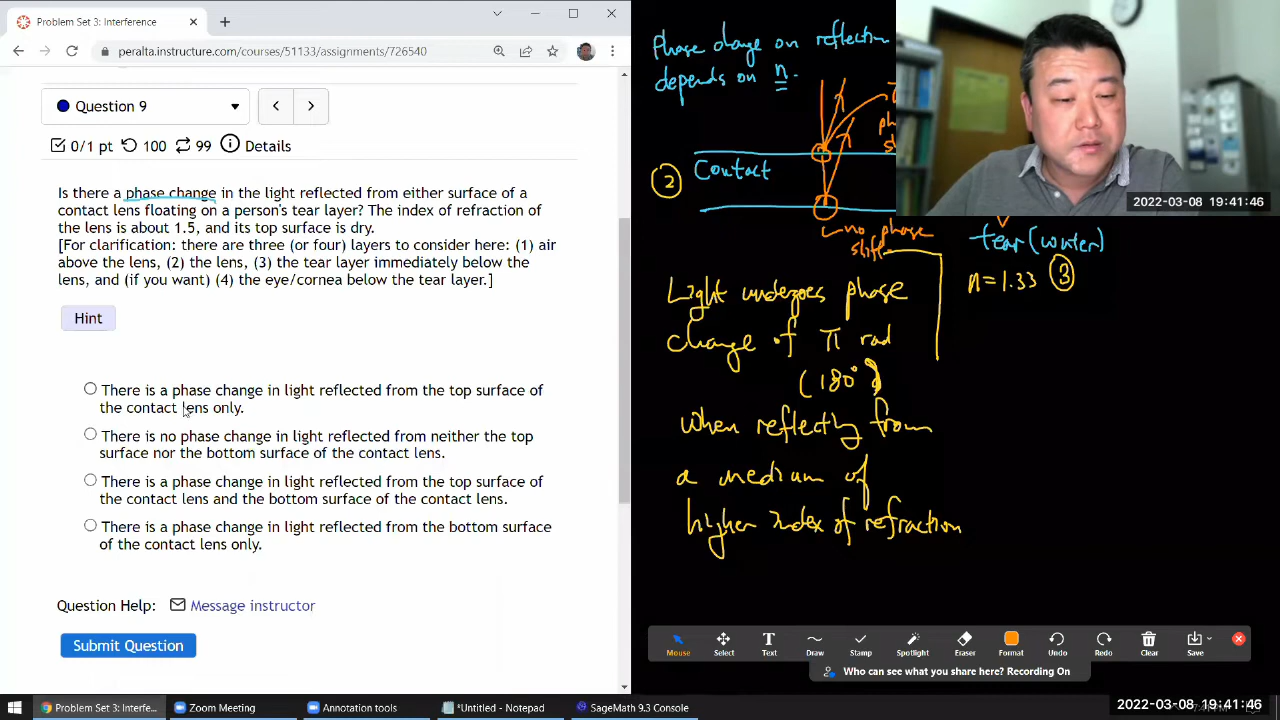 Problem Set 3: Interference
peralta.instructure.com/courses/51133/assignments/726540
Question 9
0/1 pt 100 99 Details
Is there a phase change in the light reflected from either surface of a
contact lens floating on a person's tear layer? The index of refraction of
the lens is about 1.5, and its top surface is dry.
[For clarification: there are three (or four) layers to consider here: (1) air
above the lens, (2) the lens, (3) the tear layer immediately below the
lens, and (if you want) (4) the eye/cornea below the tear layer.]
Hint
There is a phase change in light reflected from the top surface of
the contact lens only.
There is no phase change in light reflected from neither the top
surface nor the bottom surface of the contact lens.
There is a phase change in light reflected from the top surface of
the contact lens and the bottom surface of the contact lens.
There is a phase change in light reflected from the bottom surface
of the contact lens only.
Question Help: Message instructor
Submit Question
Phase change on reflection
depends on n.
2
Contact
no phase
shift
tear (water)
n=1.33 3
Light undergoes phase
change of π rad
(180°)
when reflecting from
a medium of
higher index of refraction
2022-03-08 19:41:46
Mouse Select Text Draw Stamp Spotlight Eraser Format Undo Redo Clear Save
Who can see what you share here? Recording On
Problem Set 3: Interfe...
Zoom Meeting
Annotation tools
*Untitled - Notepad
SageMath 9.3 Console
2022-03-08 19:41:46